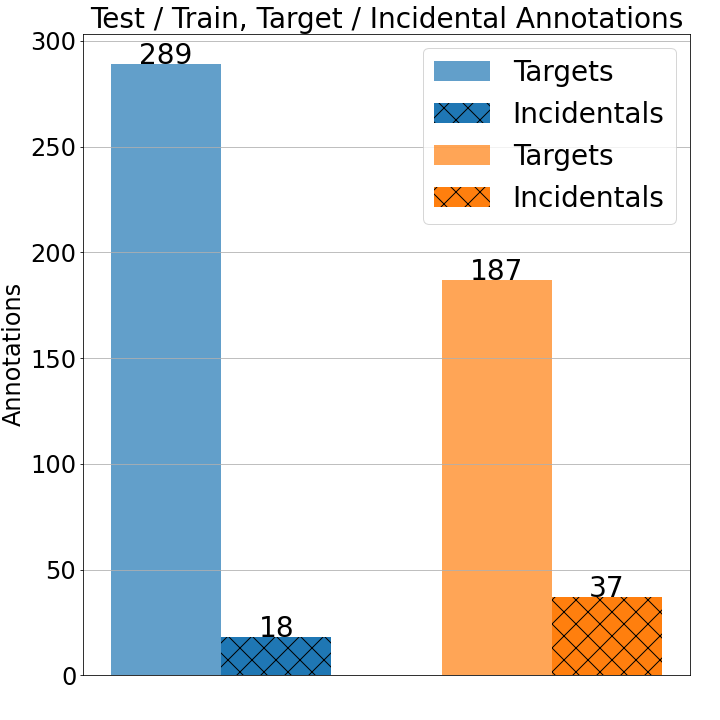 Test / Train, Target / Incidental Annotations
300
250
200
150
100
50
0
Annotations
289
18
187
37
Targets
Incidentals
Targets
Incidentals